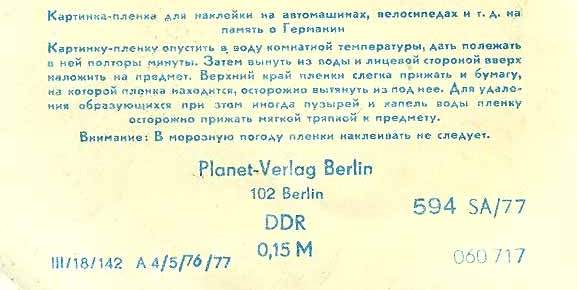 Картинка-пленка для наклейки на автомашинах, велосипедах и т. д. на
память о Германии
Картинку-пленку опустить в воду комнатной температуры, дать полежать
в ней полторы минуты. Затем вынуть из воды и лицевой стороной вверх
наложить на предмет. Верхний край пленки слегка прижать и бумагу,
на которой пленка находится, осторожно вытянуть из под нее. Для удале-
ния образующихся при этом иногда пузырей и капель воды пленку
осторожно прижать мягкой тряпкой к предмету.
Внимание: В морозную погоду пленки наклеивать не следует.
Planet-Verlag Berlin
102 Berlin
DDR
0,15 M
594 SA/77
III/18/142 A 4/5/76/77
060 717